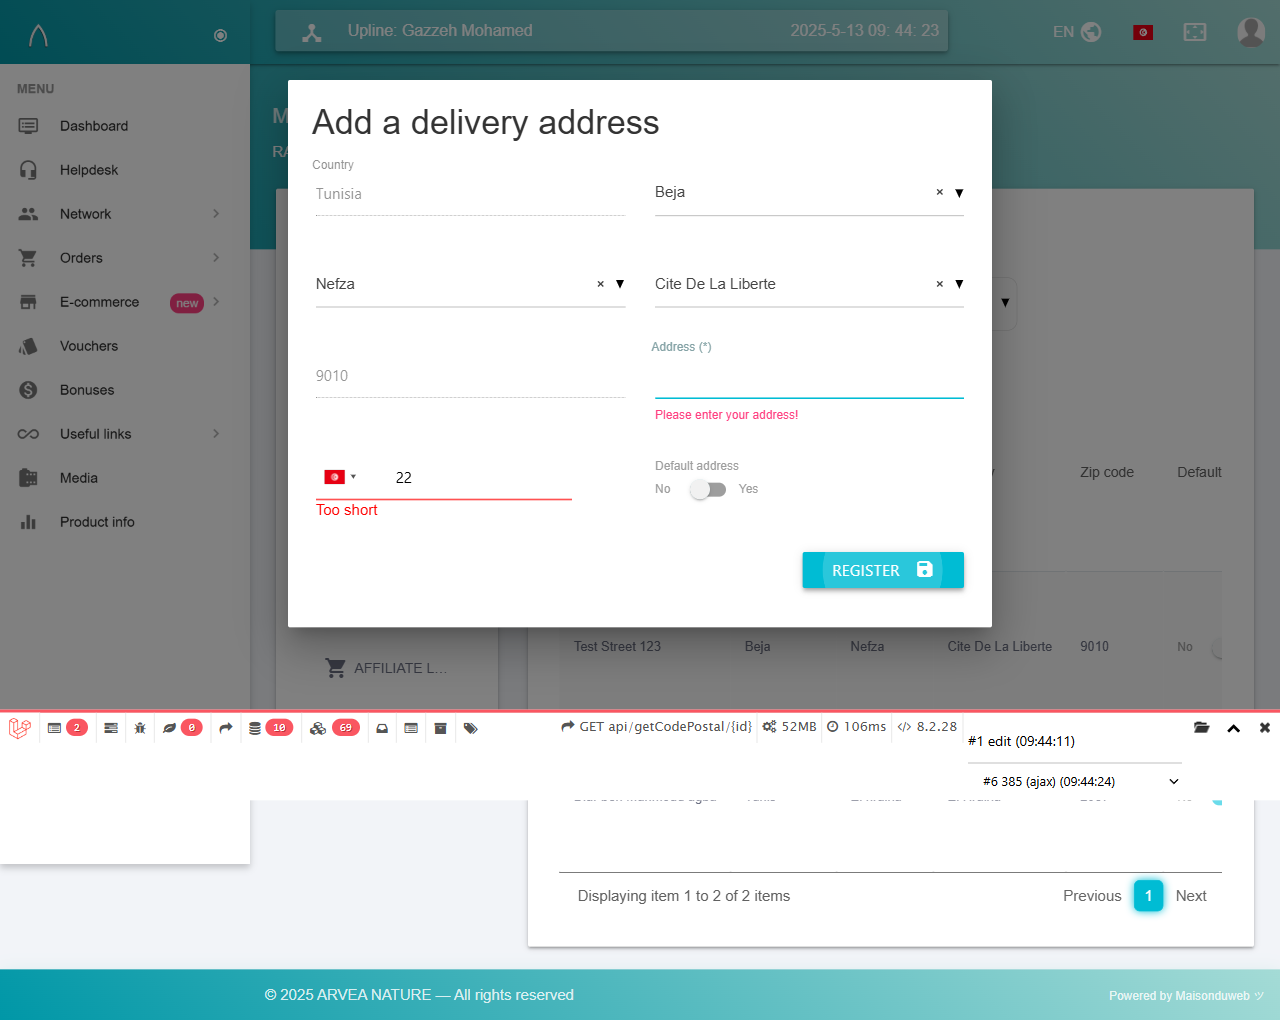 Upline: Gazzeh Mohamed
2025-5-13 09: 44: 23
EN
MENU
Dashboard
Helpdesk
Network
Orders
E-commerce
new
Vouchers
Bonuses
Useful links
Media
Product info
Add a delivery address
Country
Tunisia
Beja
×
Nefza
×
Cite De La Liberte
×
9010
Address (*)
Please enter your address!
22
Too short
Default address
No
Yes
REGISTER
Zip code
Default
Test Street 123
Beja
Nefza
Cite De La Liberte
9010
No
AFFILIATE L...
2
0
10
69
GET api/getCodePostal/{id}
52MB
106ms
8.2.28
#1 edit (09:44:11)
#6 385 (ajax) (09:44:24)
Displaying item 1 to 2 of 2 items
Previous
1
Next
© 2025 ARVEA NATURE — All rights reserved
Powered by Maisonduweb ツ